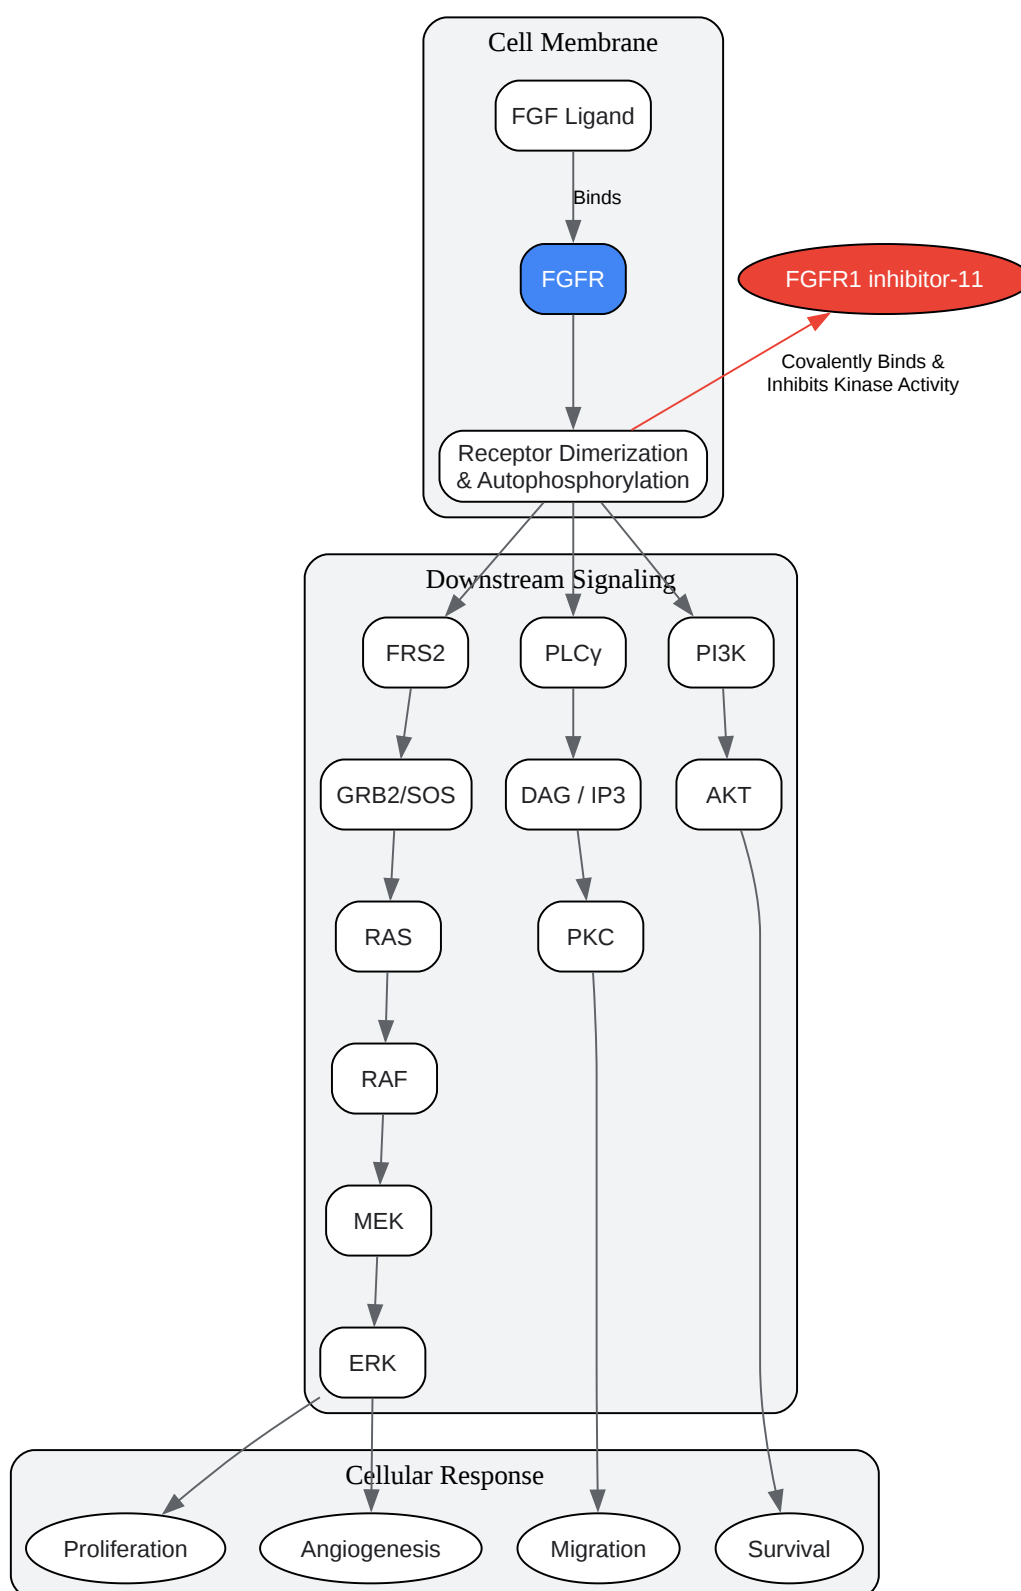 Cell Membrane
FGF Ligand
Binds
FGFR
FGFR1 inhibitor-11
Covalently Binds &
Inhibits Kinase Activity
Receptor Dimerization
& Autophosphorylation
Downstream Signaling
FRS2
PLCγ
PI3K
GRB2/SOS
DAG / IP3
AKT
RAS
PKC
RAF
MEK
ERK
Cellular Response
Proliferation
Angiogenesis
Migration
Survival